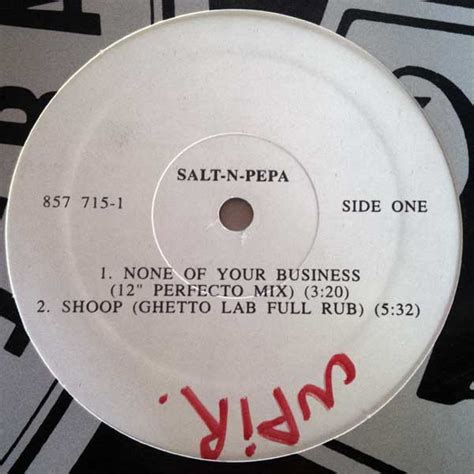 SALT-N-PEPA
857 715-1
SIDE ONE
1. NONE OF YOUR BUSINESS
(12" PERFECTO MIX) (3:20)
2. SHOOP (GHETTO LAB FULL RUB) (5:32)